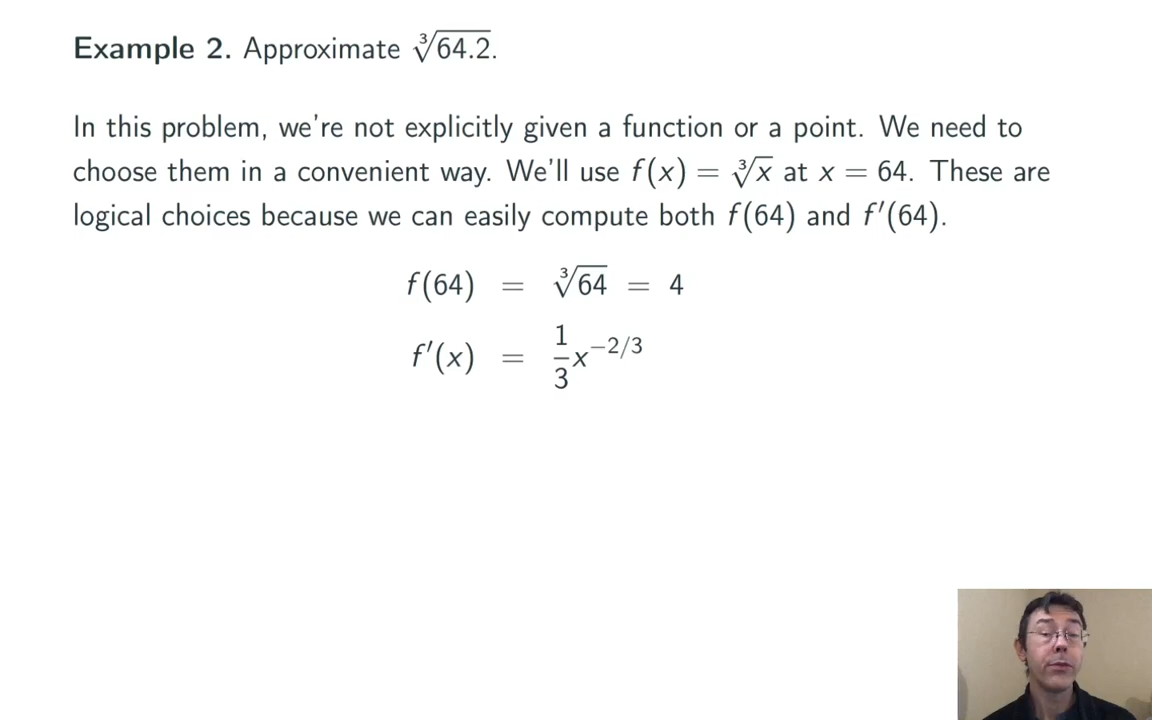 Example 2. Approximate ∛64.2.
In this problem, we're not explicitly given a function or a point. We need to
choose them in a convenient way. We'll use f(x) = ∛x at x = 64. These are
logical choices because we can easily compute both f(64) and f′(64).
f(64) = ∛64 = 4
f′(x) = 1/3 x^{-2/3}